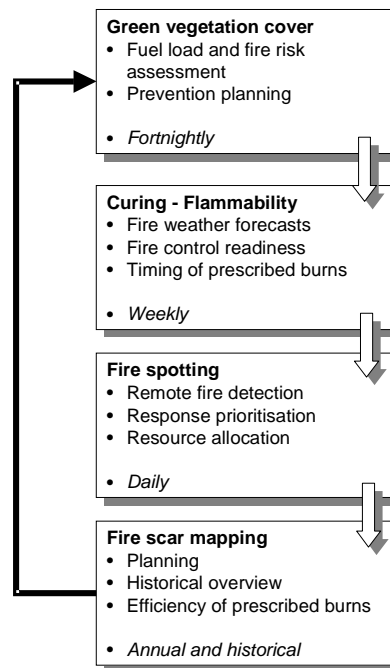 Green vegetation cover
• Fuel load and fire risk
assessment
• Prevention planning
• Fortnightly
Curing - Flammability
• Fire weather forecasts
• Fire control readiness
• Timing of prescribed burns
• Weekly
Fire spotting
• Remote fire detection
• Response prioritisation
• Resource allocation
• Daily
Fire scar mapping
• Planning
• Historical overview
• Efficiency of prescribed burns
• Annual and historical